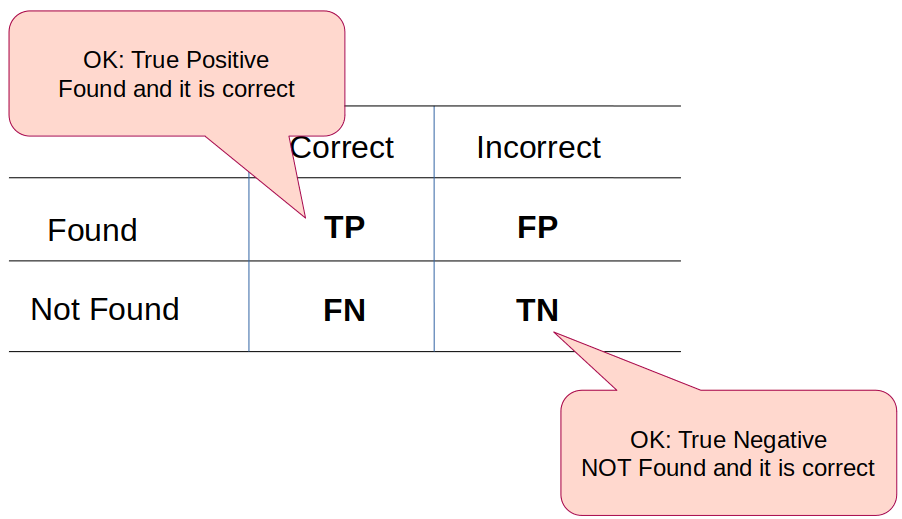 OK: True Positive
Found and it is correct
Correct Incorrect
Found TP FP
Not Found FN TN
OK: True Negative
NOT Found and it is correct